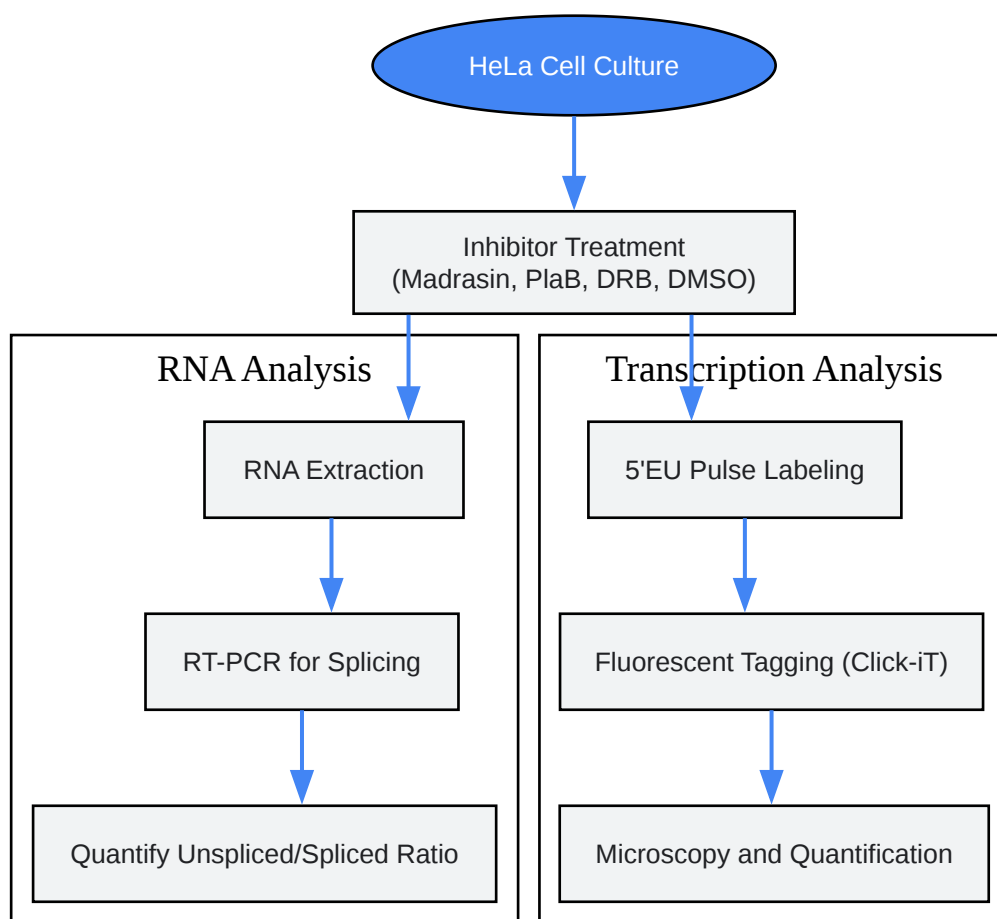 HeLa Cell Culture
Inhibitor Treatment
(Madrasin, PlaB, DRB, DMSO)
RNA Analysis
RNA Extraction
RT-PCR for Splicing
Quantify Unspliced/Spliced Ratio
Transcription Analysis
5'EU Pulse Labeling
Fluorescent Tagging (Click-iT)
Microscopy and Quantification